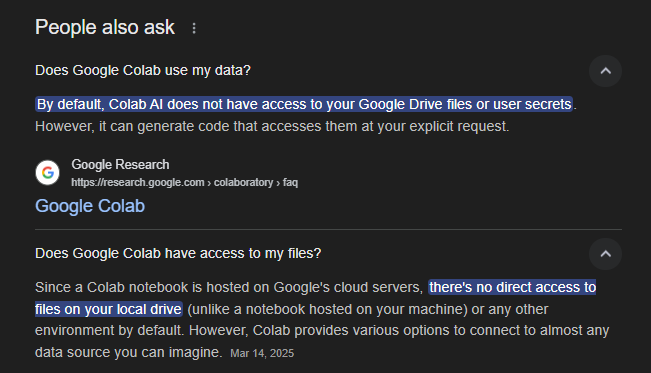 People also ask
Does Google Colab use my data?
By default, Colab AI does not have access to your Google Drive files or user secrets.
However, it can generate code that accesses them at your explicit request.
Google Research
https://research.google.com › colaboratory › faq
Google Colab
Does Google Colab have access to my files?
Since a Colab notebook is hosted on Google's cloud servers, there's no direct access to
files on your local drive (unlike a notebook hosted on your machine) or any other
environment by default. However, Colab provides various options to connect to almost any
data source you can imagine. Mar 14, 2025